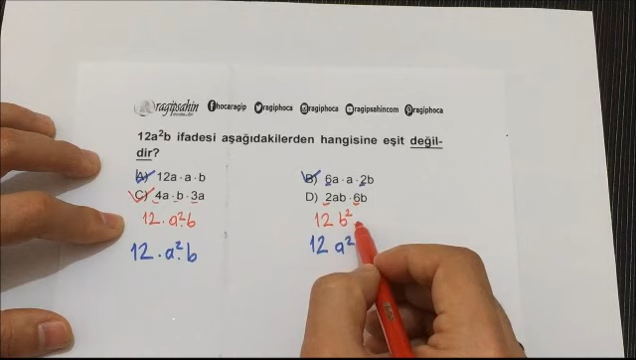 ragipsahin hocaragip ragiphoca ragiphoca ragipsahincom ragiphoca
12a²b ifadesi aşağıdakilerden hangisine eşit değil-
dir?
A) 12a · a · b
B) 6a · a · 2b
C) 4a · b · 3a
D) 2ab · 6b
12 · a² · b
12 b² ·
12 · a² · b
12 a²